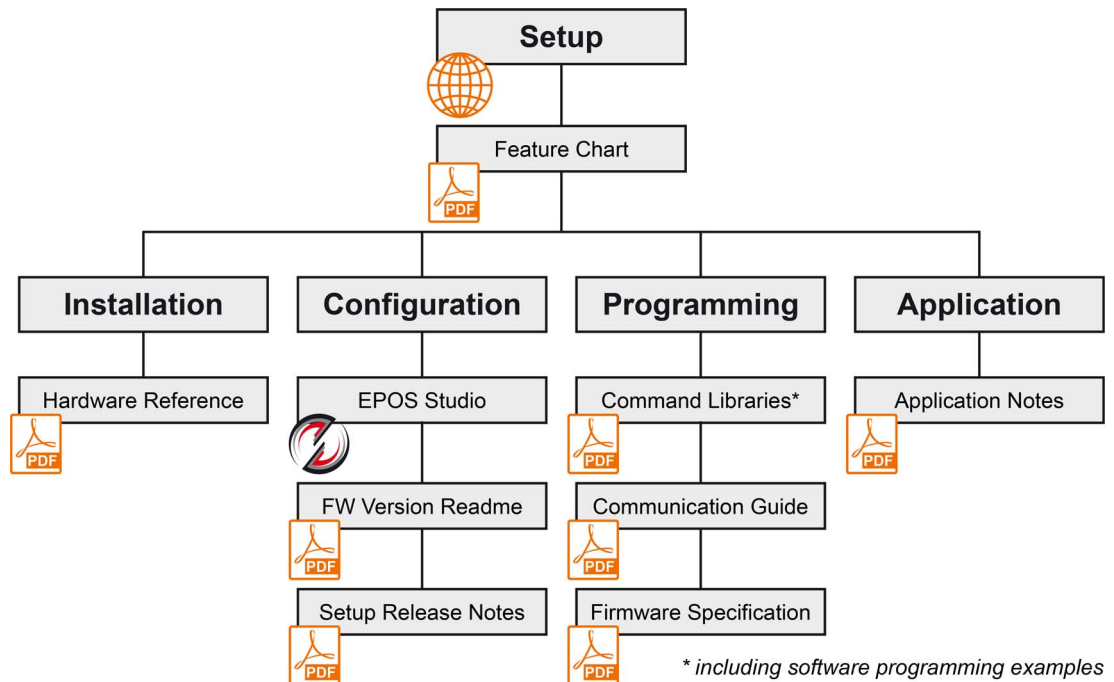 Setup
Feature Chart
PDF
Installation
Configuration
Programming
Application
Hardware Reference
EPOS Studio
Command Libraries*
Application Notes
PDF
PDF
PDF
FW Version Readme
Communication Guide
PDF
PDF
Setup Release Notes
Firmware Specification
PDF
PDF
* including software programming examples